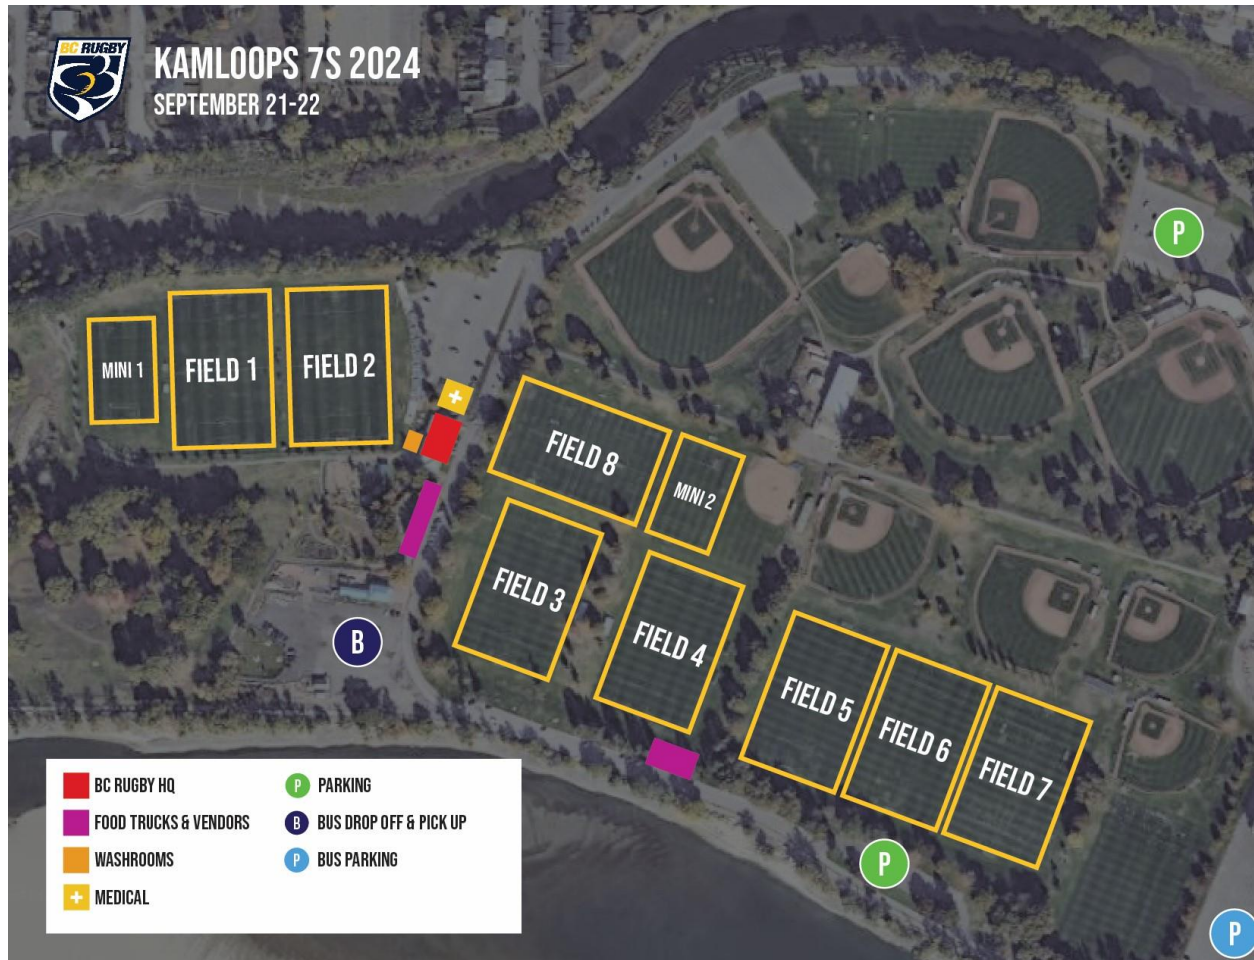 BC RUGBY
KAMLOOPS 7S 2024
SEPTEMBER 21-22
P
MINI 1
FIELD 1
FIELD 2
FIELD 8
MINI 2
FIELD 3
FIELD 4
B
FIELD 5
FIELD 6
FIELD 7
P
P
BC RUGBY HQ
FOOD TRUCKS & VENDORS
WASHROOMS
MEDICAL
P PARKING
B BUS DROP OFF & PICK UP
P BUS PARKING